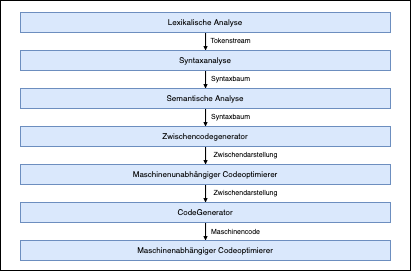 Lexikalische Analyse
Tokenstream
Syntaxanalyse
Syntaxbaum
Semantische Analyse
Syntaxbaum
Zwischencodegenerator
Zwischendarstellung
Maschinenunabhängiger Codeoptimierer
Zwischendarstellung
CodeGenerator
Maschinencode
Maschinenabhängiger Codeoptimierer